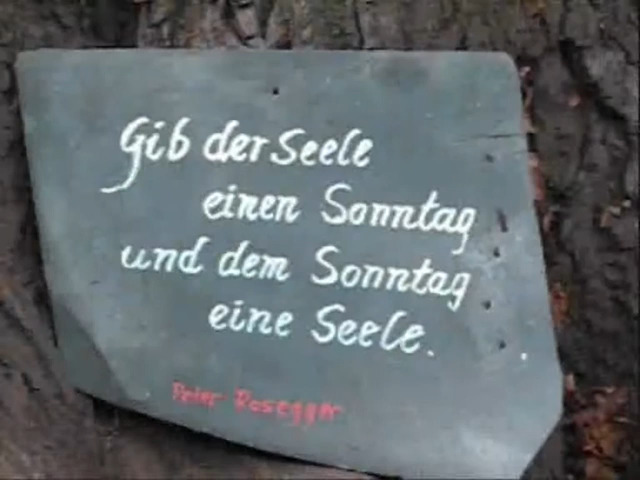 Gib der Seele
einen Sonntag
und dem Sonntag
eine Seele.
Peter Rosegger